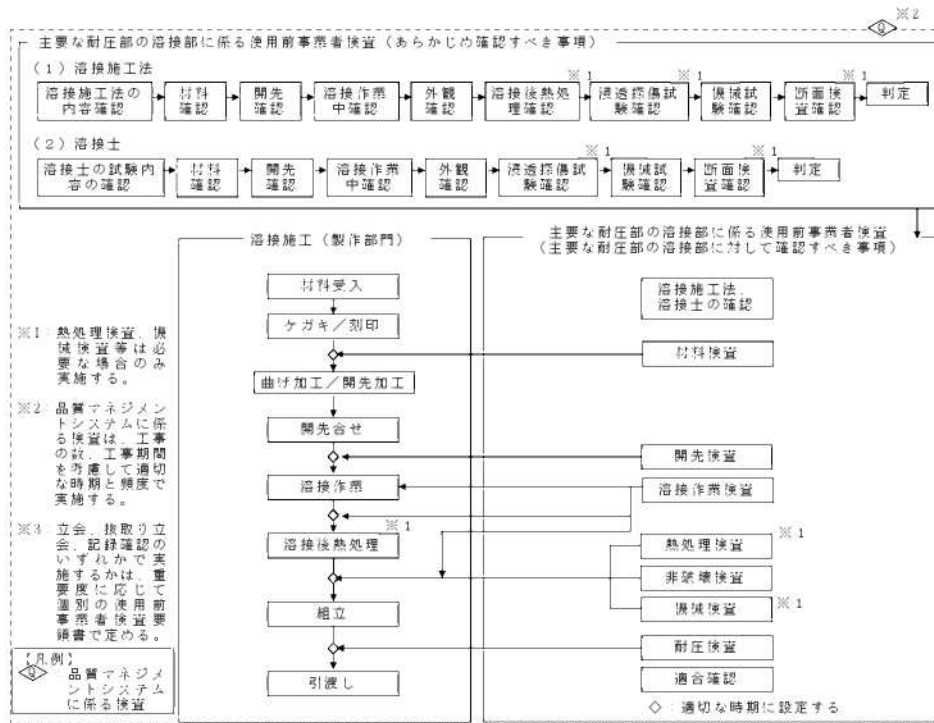 ※2
Q
主要な耐圧部の溶接部に係る使用前事業者検査（あらかじめ確認すべき事項）
（1）溶接施工法
溶接施工法の
内容確認
材料
確認
開先
確認
溶接作業
中確認
外観
確認
溶接後熱処
理確認
※1
浸透探傷試
験確認
※1
機械試
験確認
断面検
査確認
※1
判定
（2）溶接士
溶接士の試験内
容の確認
材料
確認
開先
確認
溶接作業
中確認
外観
確認
浸透探傷試
験確認
※1
機械試
験確認
断面検
査確認
※1
判定
溶接施工（製作部門）
材料受入
ケガキ／刻印
曲げ加工／開先加工
開先合せ
溶接作業
※1
溶接後熱処理
組立
引渡し
主要な耐圧部の溶接部に係る使用前事業者検査
（主要な耐圧部の溶接部に対して確認すべき事項）
溶接施工法、
溶接士の確認
材料検査
開先検査
溶接作業検査
熱処理検査
※1
非破壊検査
機械検査
※1
耐圧検査
適合確認
◇：適切な時期に設定する
※1：熱処理検査、機
械検査等は必
要な場合のみ
実施する。
※2：品質マネジメン
トシステムに係
る検査は、工事
の数、工事期間
を考慮して適切
な時期と頻度で
実施する。
※3：立会、抜取り立
会、記録確認の
いずれかで実
施するかは、重
要度に応じて
個別の使用前
事業者検査要
領書で定める。
【凡例】
Q
：品質マネジメ
ントシステム
に係る検査